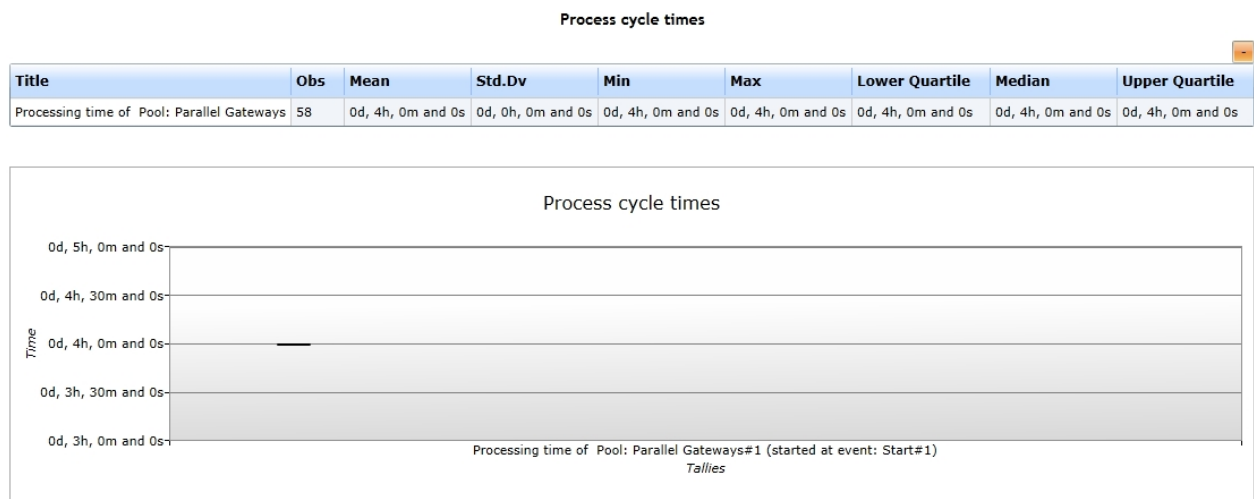 Process cycle times
-
Title Obs Mean Std.Dv Min Max Lower Quartile Median Upper Quartile
Processing time of Pool: Parallel Gateways 58 0d, 4h, 0m and 0s 0d, 0h, 0m and 0s 0d, 4h, 0m and 0s 0d, 4h, 0m and 0s 0d, 4h, 0m and 0s 0d, 4h, 0m and 0s 0d, 4h, 0m and 0s
Process cycle times
0d, 5h, 0m and 0s
0d, 4h, 30m and 0s
Time
0d, 4h, 0m and 0s
0d, 3h, 30m and 0s
0d, 3h, 0m and 0s
Processing time of Pool: Parallel Gateways#1 (started at event: Start#1)
Tallies